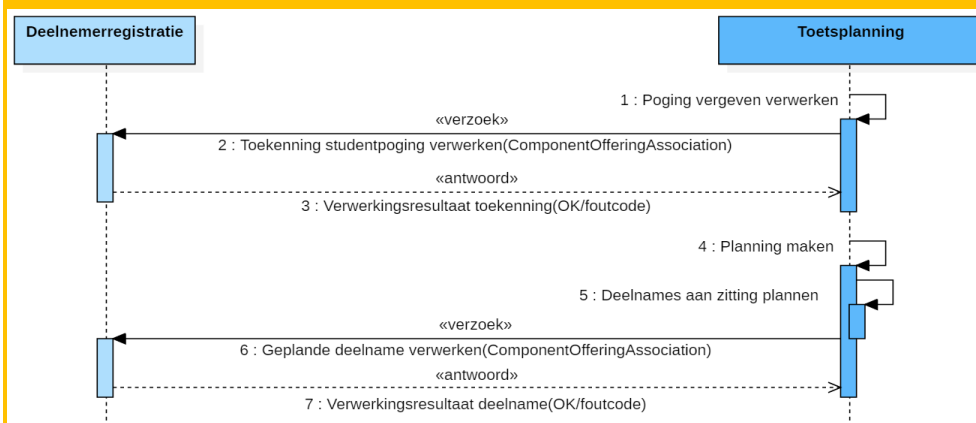 Deelnemerregistratie
Toetsplanning
1 : Poging vergeven verwerken
«verzoek»
2 : Toekenning studentpoging verwerken(ComponentOfferingAssociation)
«antwoord»
3 : Verwerkingsresultaat toekenning(OK/foutcode)
4 : Planning maken
5 : Deelnames aan zitting plannen
«verzoek»
6 : Geplande deelname verwerken(ComponentOfferingAssociation)
«antwoord»
7 : Verwerkingsresultaat deelname(OK/foutcode)